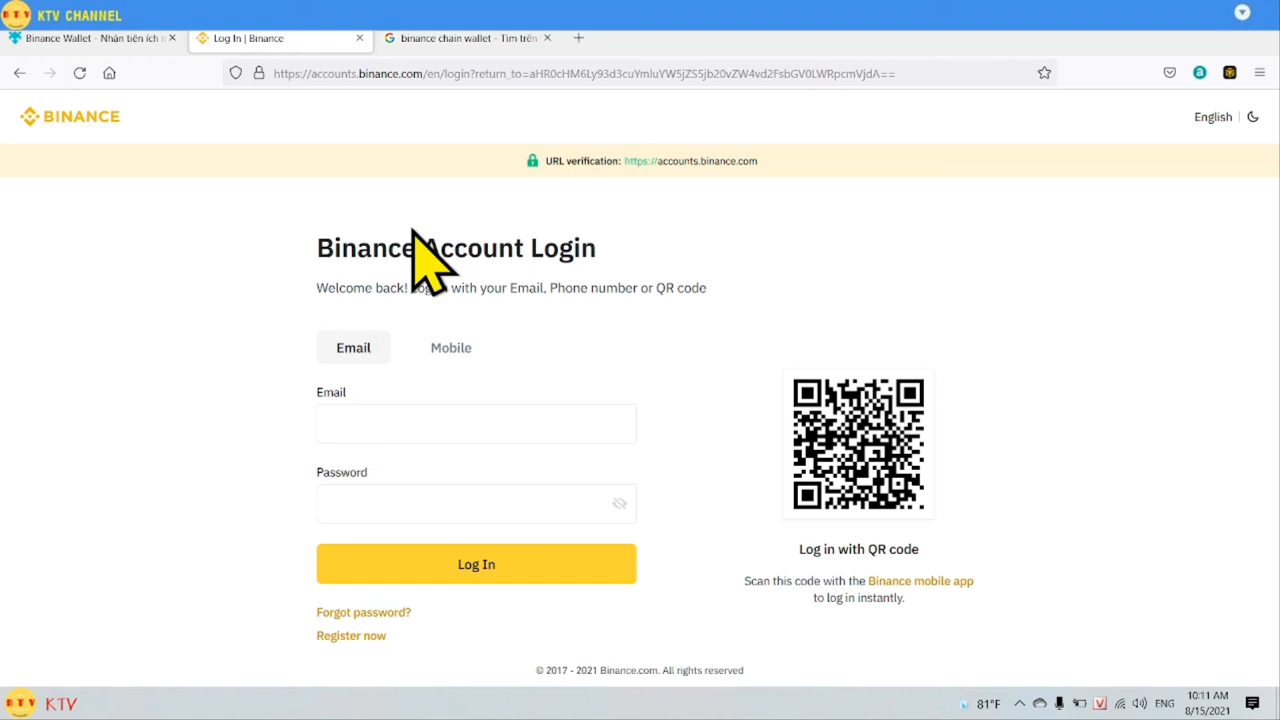 KTV CHANNEL
Binance Wallet - Nhận tiện ích
Log In | Binance
binance chain wallet - Tìm trên
https://accounts.binance.com/en/login?return_to=aHR0cHM6Ly93d3cuYmluYW5jZS5jb20vZW4vd2FsbGV0LWRpcmVjdA==
BINANCE
English
URL verification: https://accounts.binance.com
Binance Account Login
Welcome back! Log In with your Email, Phone number or QR code
Email
Mobile
Email
Password
Log In
Log in with QR code
Scan this code with the Binance mobile app
to log in instantly.
Forgot password?
Register now
© 2017 - 2021 Binance.com. All rights reserved
KTV KTV
81°F
V
ENG
10:11 AM
8/15/2021